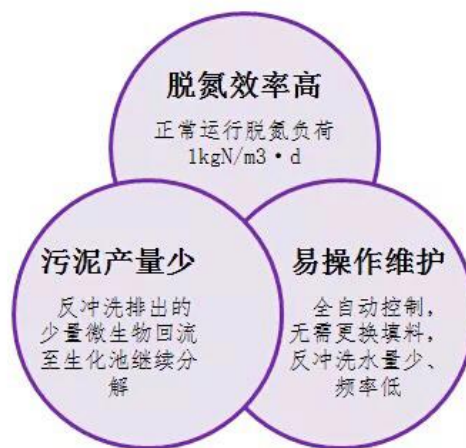 脱氮效率高
正常运行脱氮负荷
1kgN/m3·d
污泥产量少
反冲洗排出的
少量微生物回流
至生化池继续分
解
易操作维护
全自动控制，
无需更换填料，
反冲洗水量少、
频率低